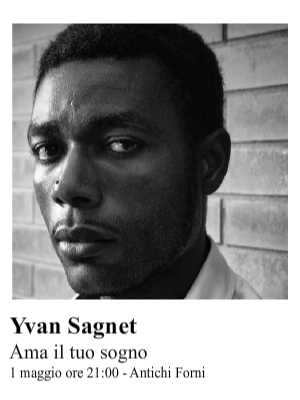 Yvan Sagnet
Ama il tuo sogno
1 maggio ore 21:00 - Antichi Forni